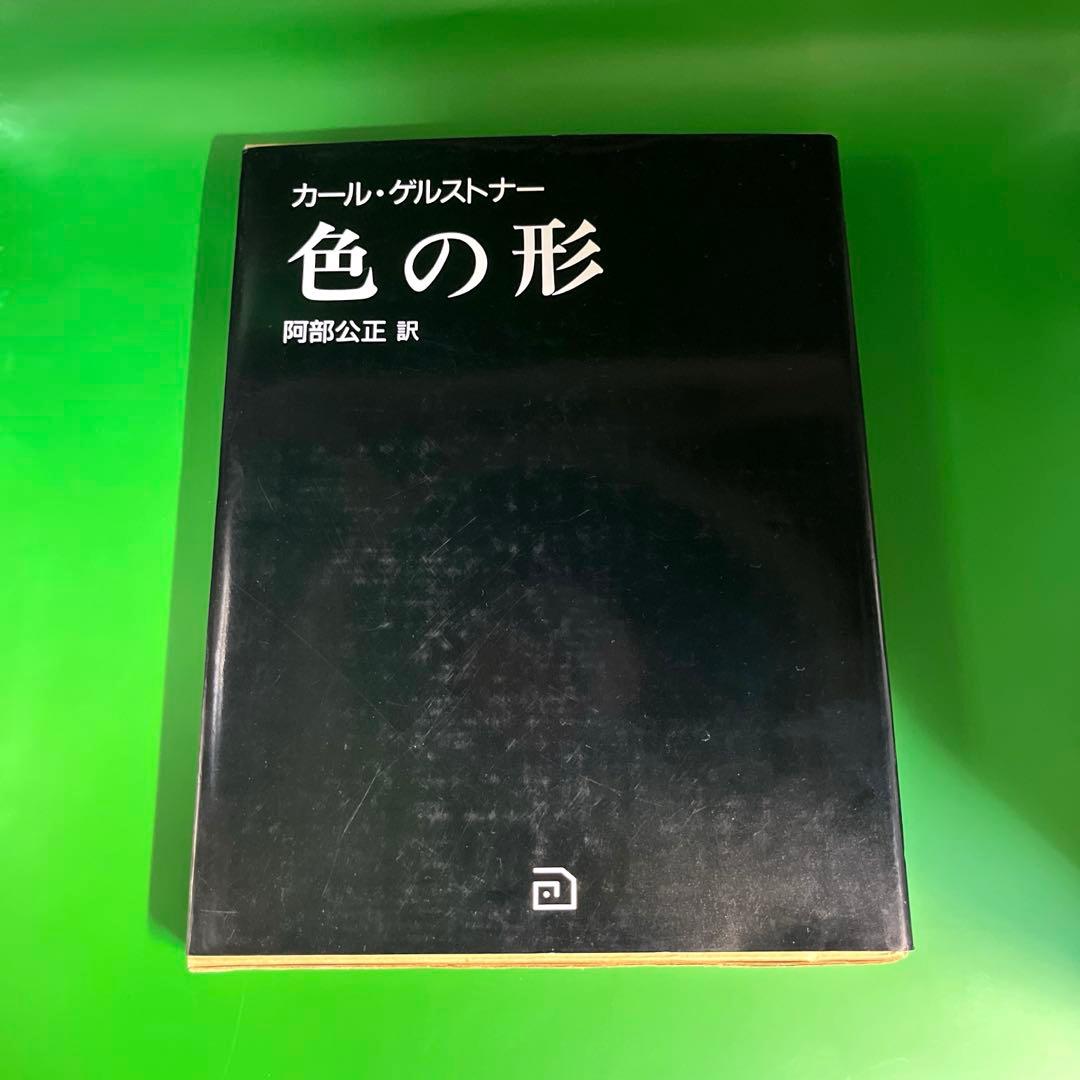 カール・ゲルストナー
色の形
阿部公正 訳